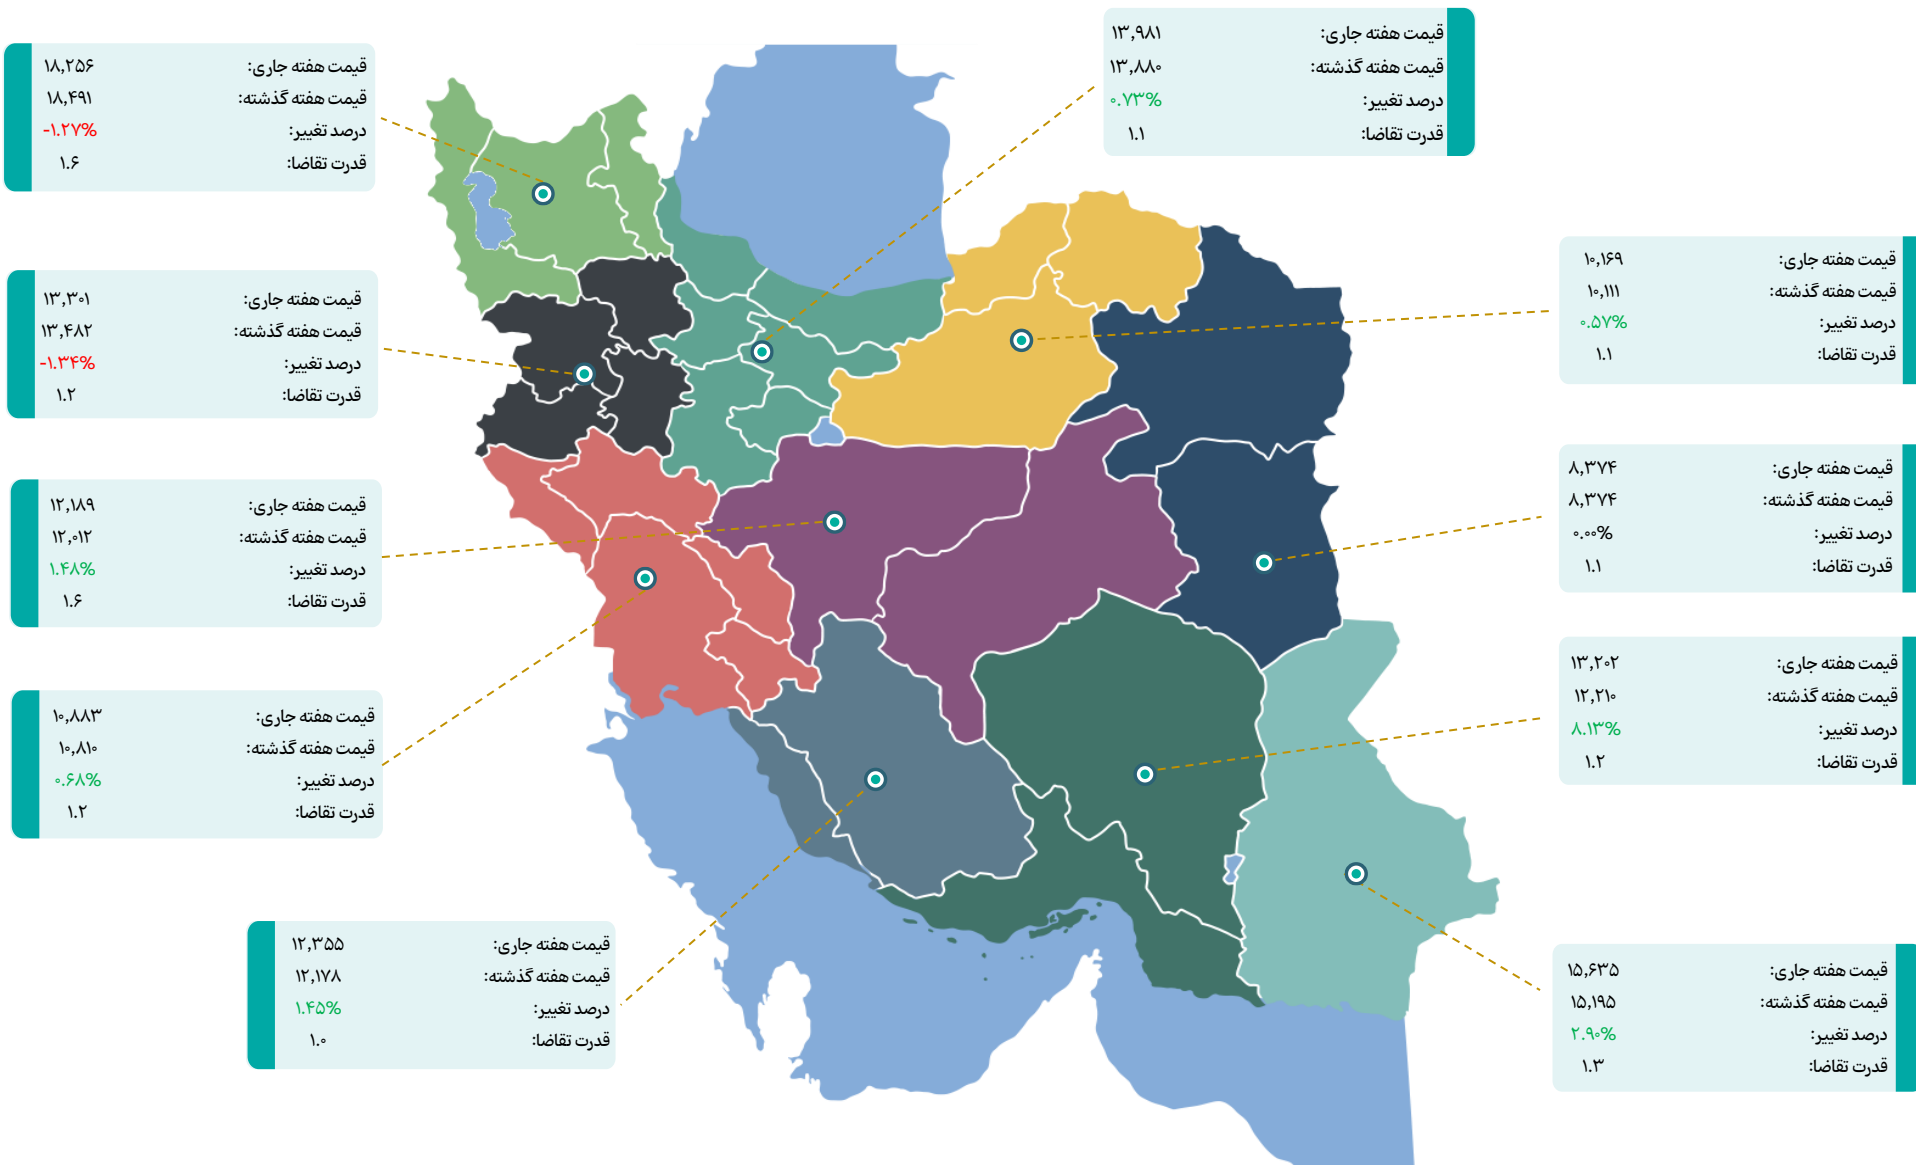 قیمت هفته جاری: ۱۳,۹۸۱
قیمت هفته گذشته: ۱۳,۸۸۰
درصد تغییر: ۰.۷۳%
قدرت تقاضا: ۱.۱
قیمت هفته جاری: ۱۸,۲۵۶
قیمت هفته گذشته: ۱۸,۴۹۱
درصد تغییر: -۱.۲۷%
قدرت تقاضا: ۱.۶
قیمت هفته جاری: ۱۰,۱۶۹
قیمت هفته گذشته: ۱۰,۱۱۱
درصد تغییر: ۰.۵۷%
قدرت تقاضا: ۱.۱
قیمت هفته جاری: ۱۳,۳۰۱
قیمت هفته گذشته: ۱۳,۴۸۲
درصد تغییر: -۱.۳۴%
قدرت تقاضا: ۱.۲
قیمت هفته جاری: ۸,۳۷۴
قیمت هفته گذشته: ۸,۳۷۴
درصد تغییر: ۰.۰۰%
قدرت تقاضا: ۱.۱
قیمت هفته جاری: ۱۲,۱۸۹
قیمت هفته گذشته: ۱۲,۰۱۲
درصد تغییر: ۱.۴۸%
قدرت تقاضا: ۱.۶
قیمت هفته جاری: ۱۳,۲۰۲
قیمت هفته گذشته: ۱۲,۲۱۰
درصد تغییر: ۸.۱۳%
قدرت تقاضا: ۱.۲
قیمت هفته جاری: ۱۰,۸۸۳
قیمت هفته گذشته: ۱۰,۸۱۰
درصد تغییر: ۰.۶۸%
قدرت تقاضا: ۱.۲
قیمت هفته جاری: ۱۵,۶۳۵
قیمت هفته گذشته: ۱۵,۱۹۵
درصد تغییر: ۲.۹۰%
قدرت تقاضا: ۱.۳
قیمت هفته جاری: ۱۲,۳۵۵
قیمت هفته گذشته: ۱۲,۱۷۸
درصد تغییر: ۱.۴۵%
قدرت تقاضا: ۱.۰